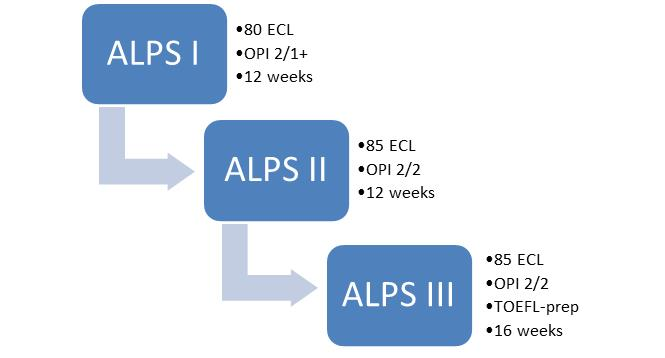 ALPS I
•80 ECL
•OPI 2/1+
•12 weeks
ALPS II
•85 ECL
•OPI 2/2
•12 weeks
ALPS III
•85 ECL
•OPI 2/2
•TOEFL-prep
•16 weeks